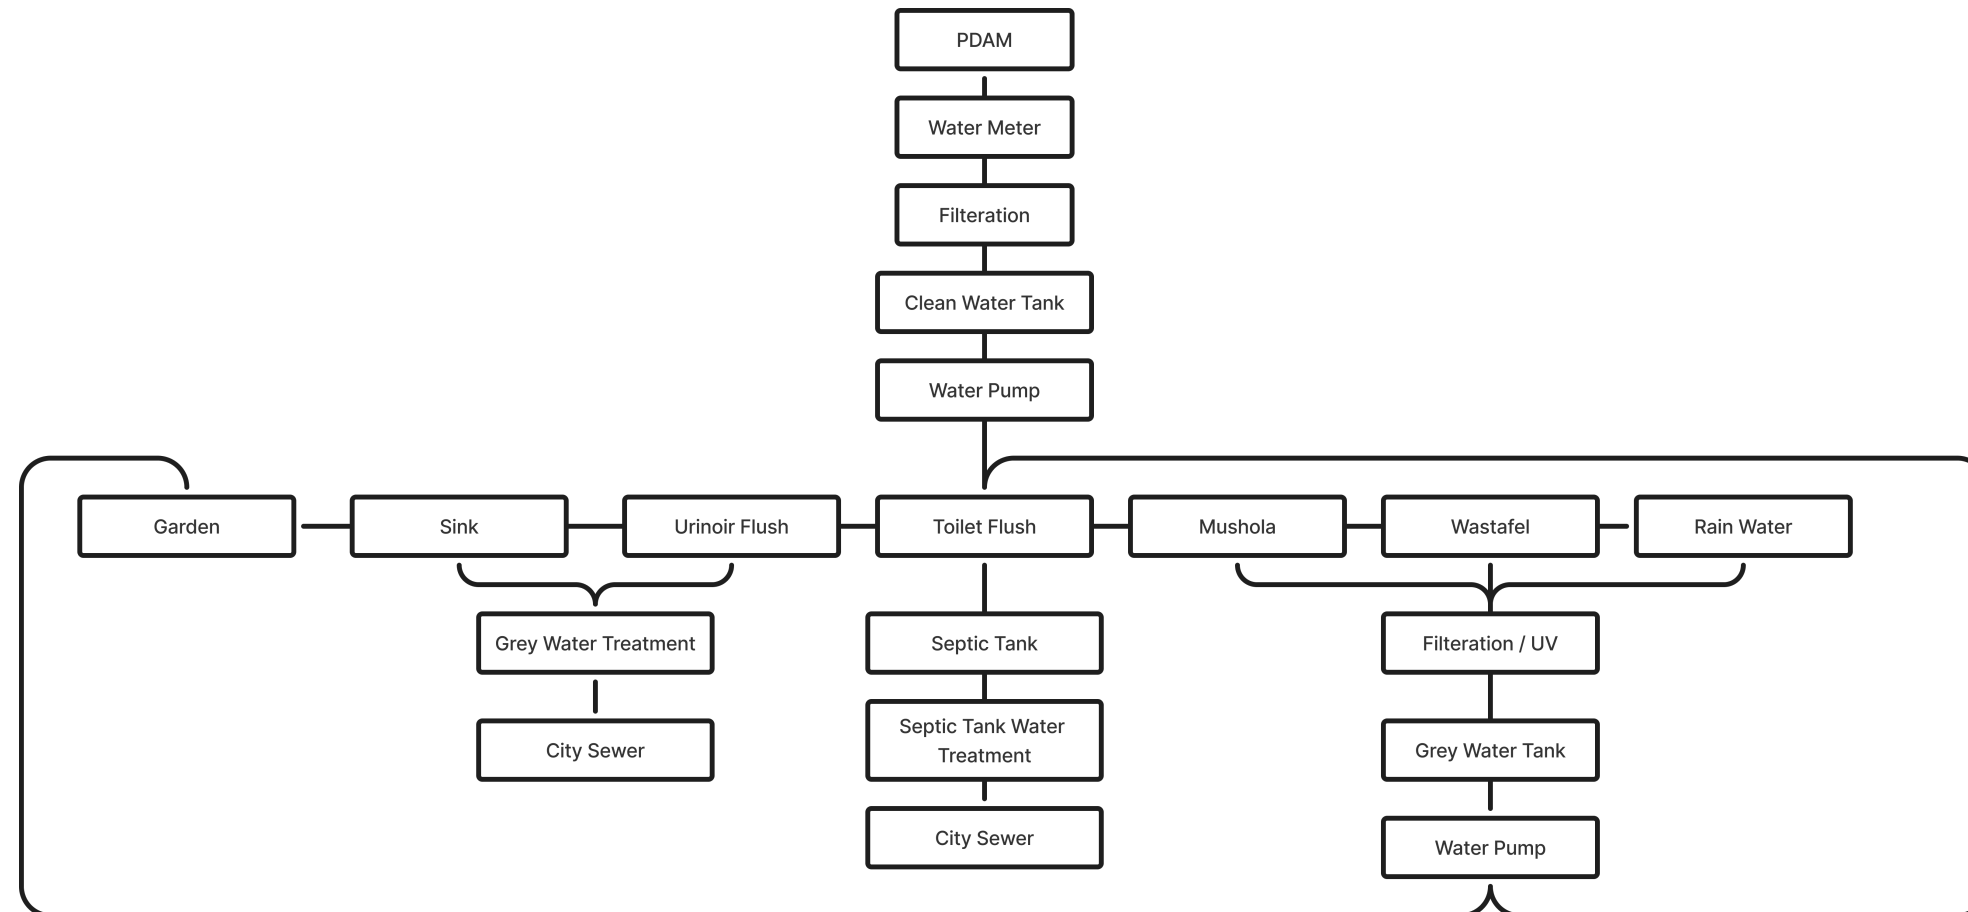 PDAM
Water Meter
Filteration
Clean Water Tank
Water Pump
Garden
Sink
Urinoir Flush
Toilet Flush
Mushola
Wastafel
Rain Water
Grey Water Treatment
Septic Tank
Filteration / UV
Septic Tank Water
Treatment
City Sewer
Grey Water Tank
City Sewer
Water Pump